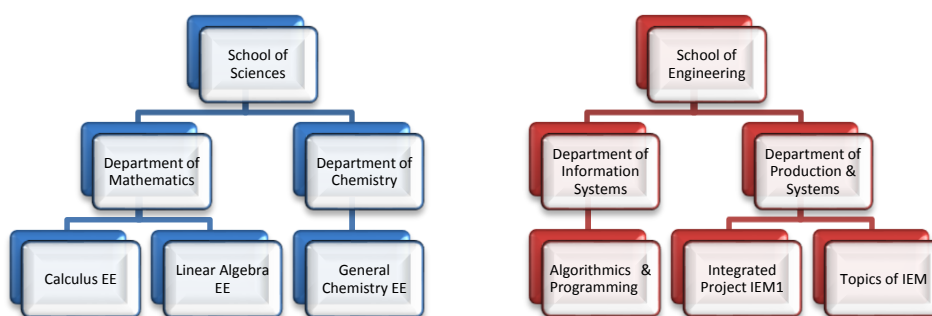 School of
Sciences
School of
Engineering
Department of
Mathematics
Department of
Chemistry
Department of
Information
Systems
Department of
Production &
Systems
Calculus EE
Linear Algebra
EE
General
Chemistry EE
Algorithmics &
Programming
Integrated
Project IEM1
Topics of IEM